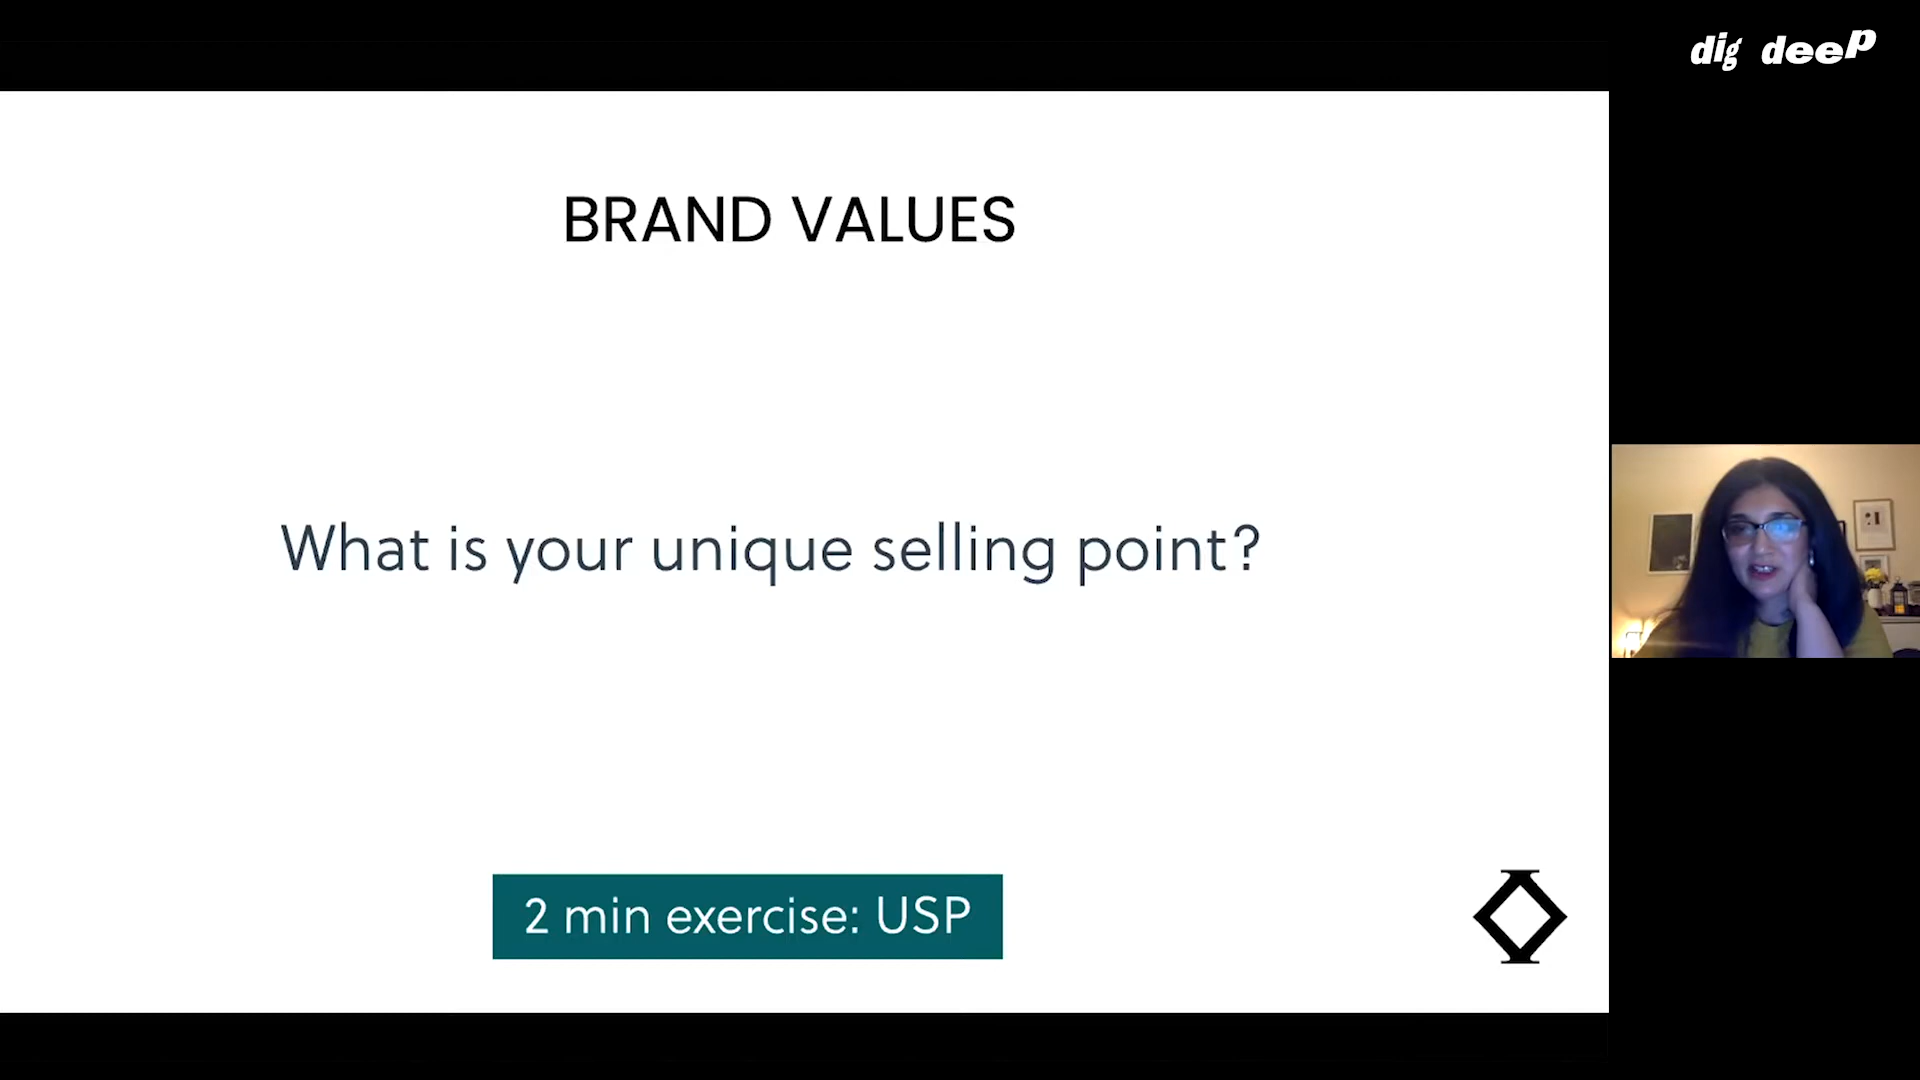 dig deep
BRAND VALUES
What is your unique selling point?
2 min exercise: USP